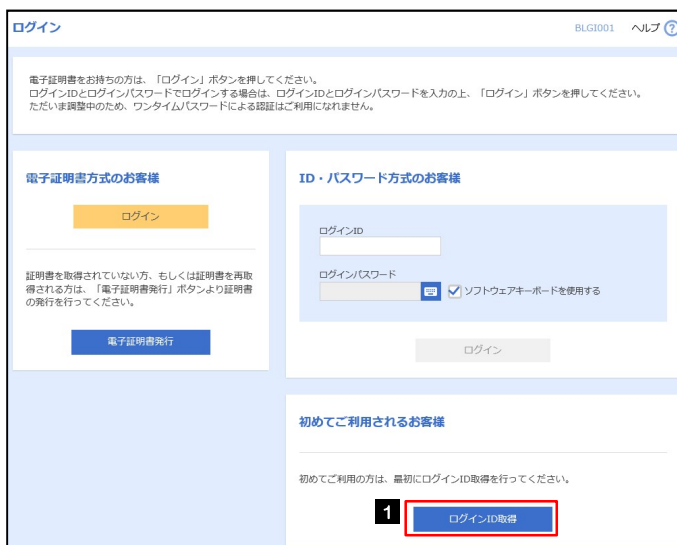 ログイン
BLGI001 ヘルプ ?
電子証明書をお持ちの方は、「ログイン」ボタンを押してください。
ログインIDとログインパスワードでログインする場合は、ログインIDとログインパスワードを入力の上、「ログイン」ボタンを押してください。
ただいま調整中のため、ワンタイムパスワードによる認証はご利用になれません。
電子証明書方式のお客様
ログイン
証明書を取得されていない方、もしくは証明書を再取
得される方は、「電子証明書発行」ボタンより証明書
の発行を行ってください。
電子証明書発行
ID・パスワード方式のお客様
ログインID
ログインパスワード
ソフトウェアキーボードを使用する
ログイン
初めてご利用されるお客様
初めてご利用の方は、最初にログインID取得を行ってください。
1
ログインID取得